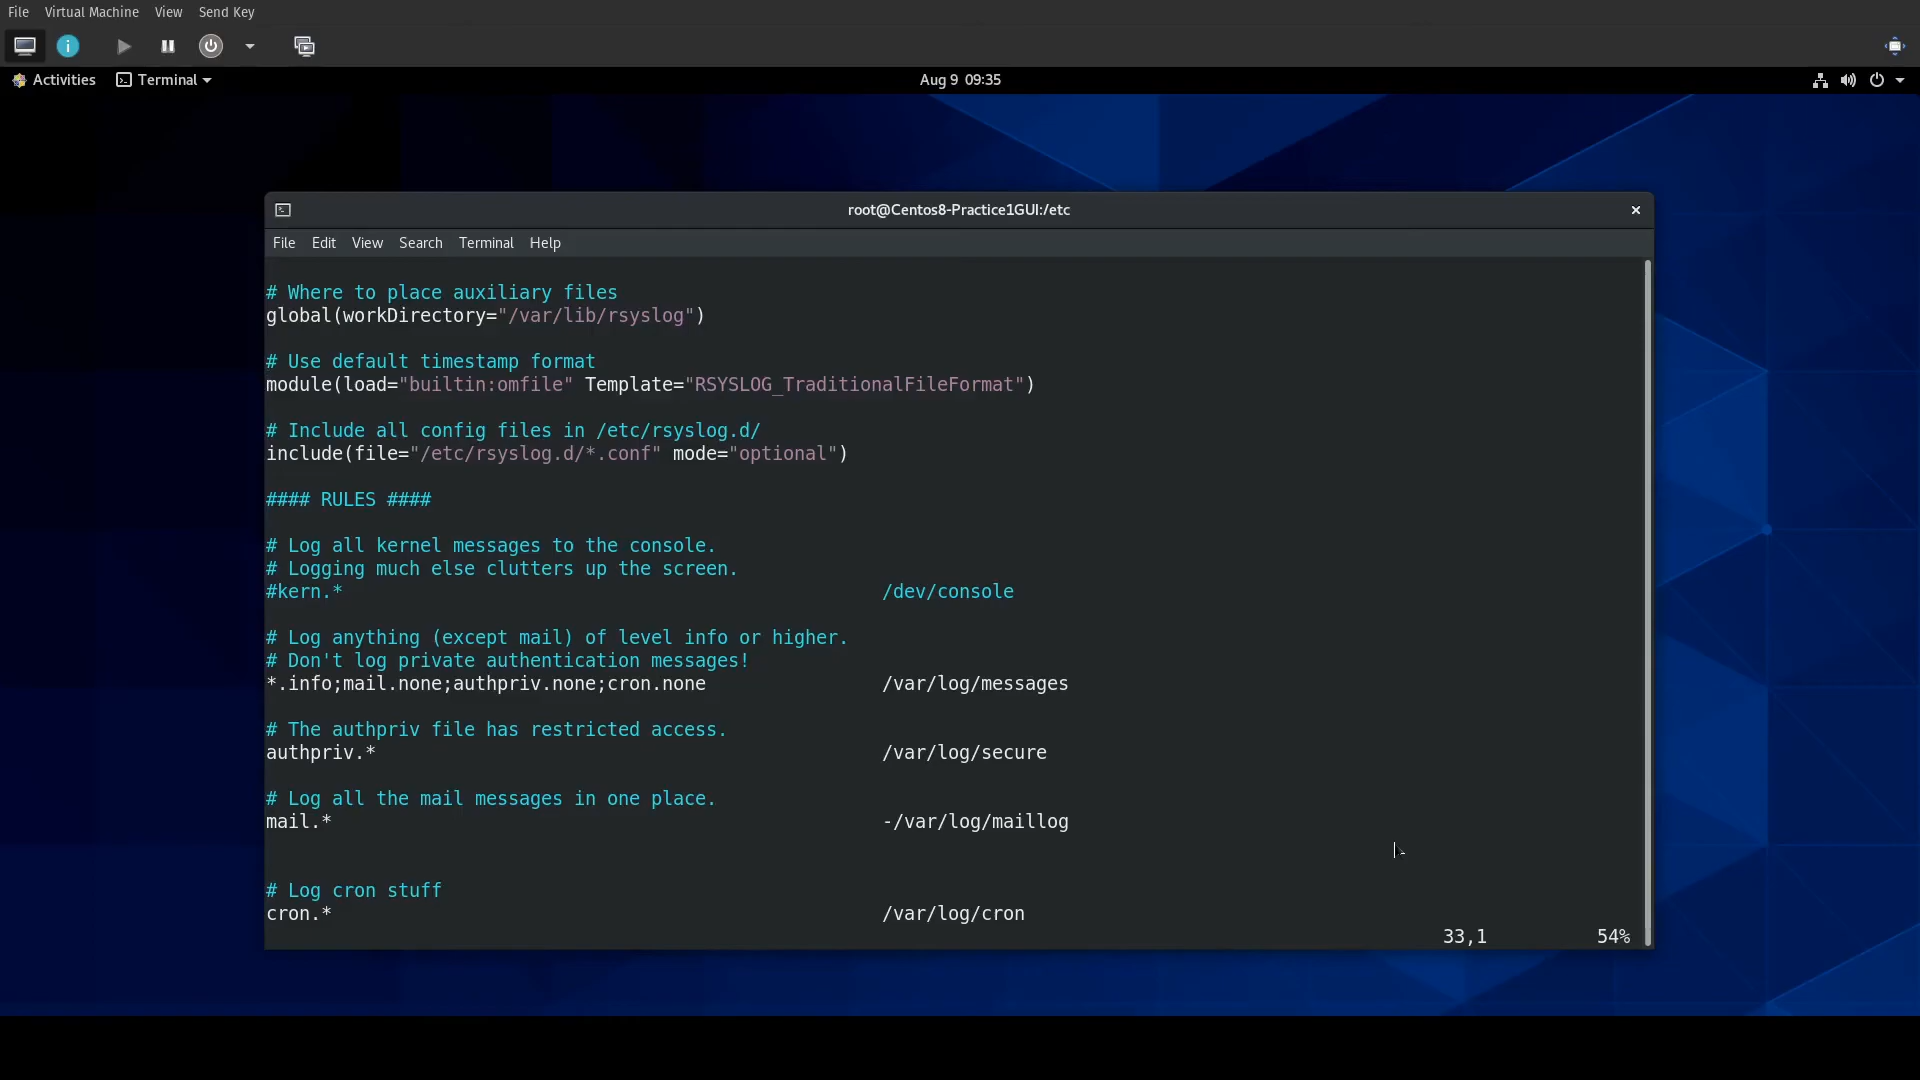 File Virtual Machine View Send Key
Activities Terminal Aug 9 09:35
root@Centos8-Practice1GUI:/etc
File Edit View Search Terminal Help
# Where to place auxiliary files
global(workDirectory="/var/lib/rsyslog")
# Use default timestamp format
module(load="builtin:omfile" Template="RSYSLOG_TraditionalFileFormat")
# Include all config files in /etc/rsyslog.d/
include(file="/etc/rsyslog.d/*.conf" mode="optional")
#### RULES ####
# Log all kernel messages to the console.
# Logging much else clutters up the screen.
#kern.* /dev/console
# Log anything (except mail) of level info or higher.
# Don't log private authentication messages!
*.info;mail.none;authpriv.none;cron.none /var/log/messages
# The authpriv file has restricted access.
authpriv.* /var/log/secure
# Log all the mail messages in one place.
mail.* -/var/log/maillog
# Log cron stuff
cron.* /var/log/cron
33,1 54%